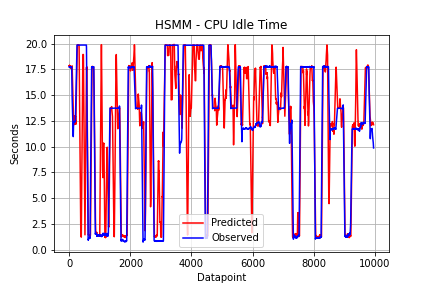 HSMM - CPU Idle Time
20.0
17.5
15.0
12.5
10.0
7.5
5.0
2.5
0.0
Seconds
Predicted
Observed
0 2000 4000 6000 8000 10000
Datapoint